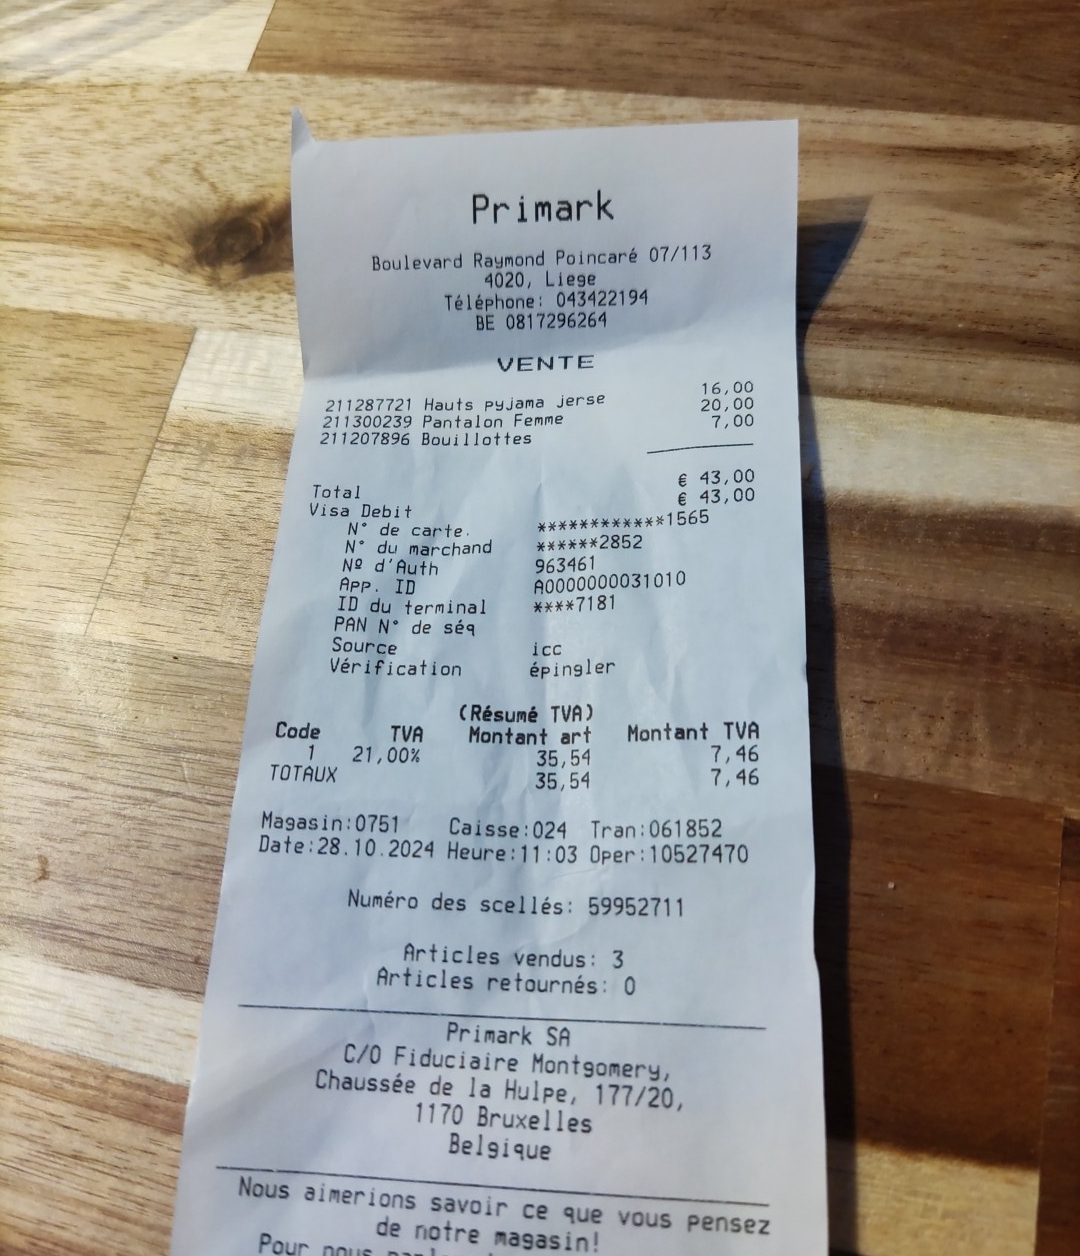 Primark
Boulevard Raymond Poincaré 07/113
4020, Liege
Téléphone: 043422194
BE 0817296264
VENTE
211287721 Hauts pyjama jerse 16,00
211300239 Pantalon Femme 20,00
211207896 Bouillottes 7,00
Total € 43,00
Visa Debit € 43,00
N° de carte. ************1565
N° du marchand ******2852
Nº d'Auth 963461
App. ID A0000000031010
ID du terminal ****7181
PAN N° de séq
Source icc
Vérification épingler
(Résumé TVA)
Code TVA Montant art Montant TVA
1 21,00% 35,54 7,46
TOTAUX 35,54 7,46
Magasin:0751 Caisse:024 Tran:061852
Date:28.10.2024 Heure:11:03 Oper:10527470
Numéro des scellés: 59952711
Articles vendus: 3
Articles retournés: 0
Primark SA
C/O Fiduciaire Montgomery,
Chaussée de la Hulpe, 177/20,
1170 Bruxelles
Belgique
Nous aimerions savoir ce que vous pensez
de notre magasin!
Pour nous